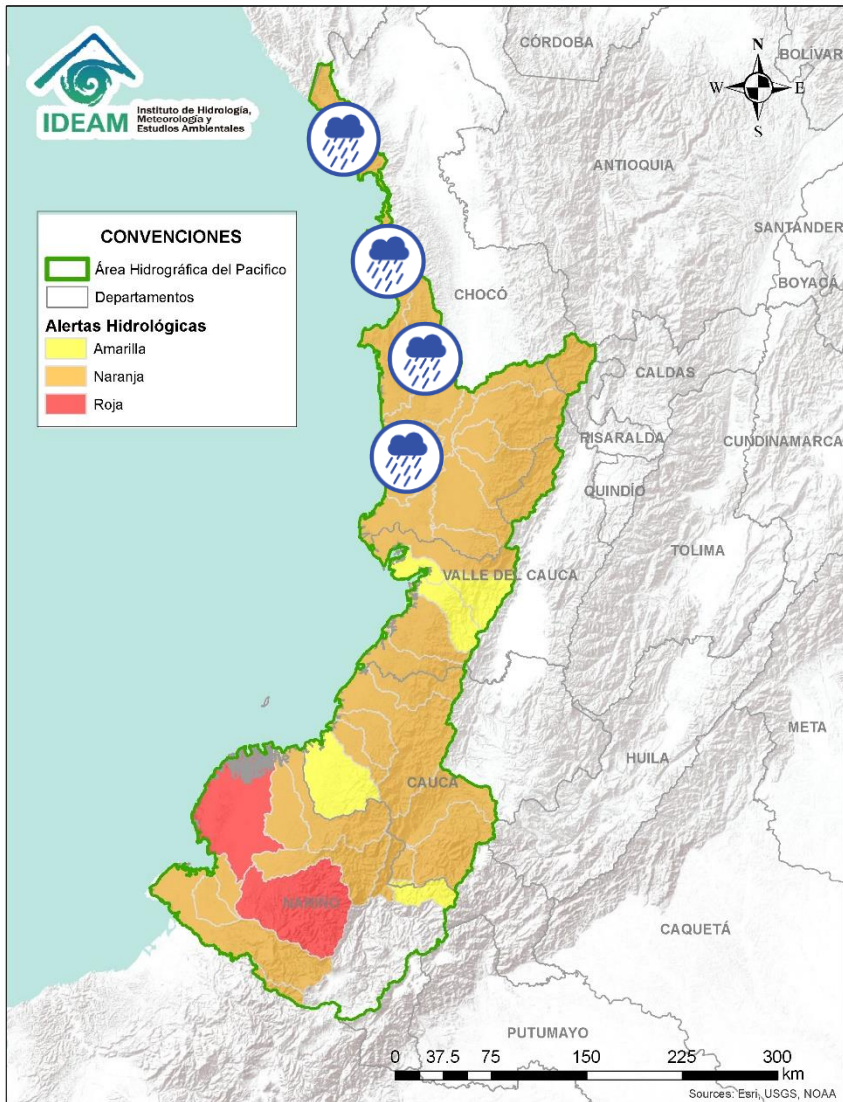 IDEAM
Instituto de Hidrología,
Meteorología y
Estudios Ambientales
CÓRDOBA
BOLÍVAR
N
W
E
S
ANTIOQUIA
SANTANDER
BOYACÁ
CONVENCIONES
Área Hidrográfica del Pacifico
Departamentos
Alertas Hidrológicas
Amarilla
Naranja
Roja
CHOCÓ
CALDAS
RISARALDA
CUNDINAMARCA
QUINDÍO
TOLIMA
VALLE DEL CAUCA
META
HUILA
CAUCA
NARIÑO
CAQUETÁ
PUTUMAYO
0 37.5 75 150 225 300
km
Sources: Esri, USGS, NOAA